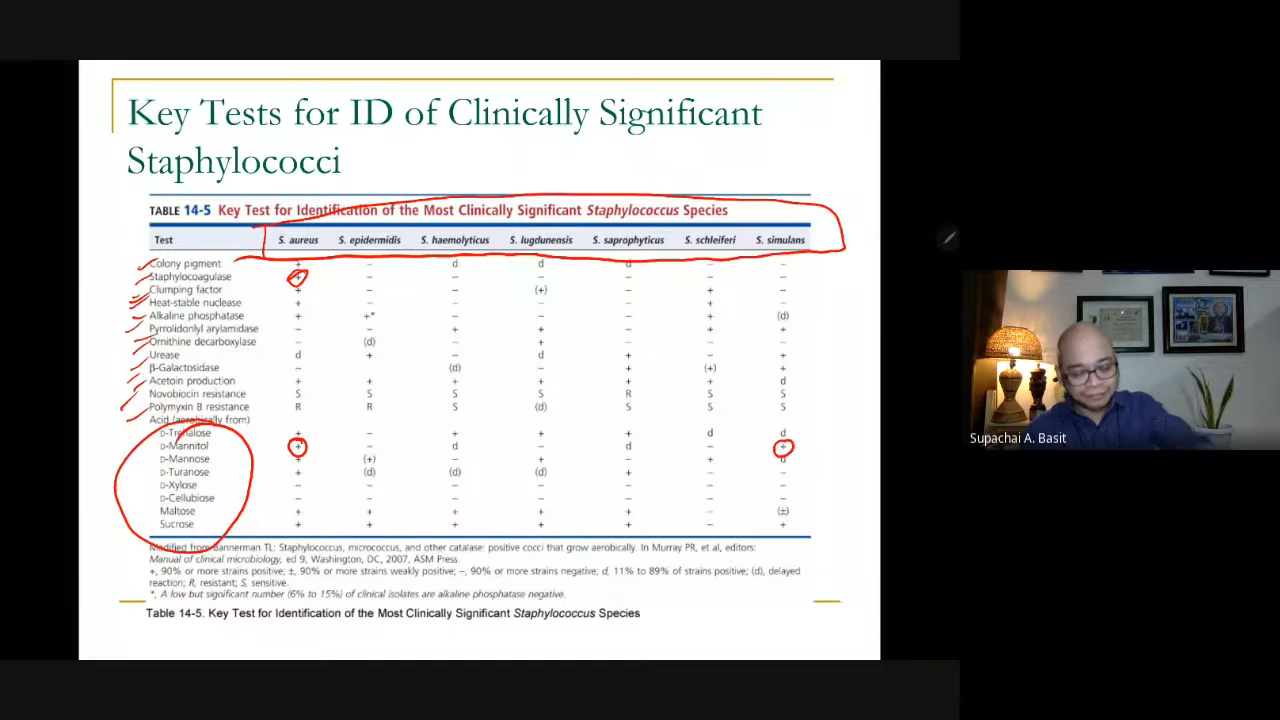 Key Tests for ID of Clinically Significant
Staphylococci
TABLE 14-5 Key Test for Identification of the Most Clinically Significant Staphylococcus Species
Test S. aureus S. epidermidis S. haemolyticus S. lugdunensis S. saprophyticus S. schleiferi S. simulans
Colony pigment + – d d d – –
Staphylocoagulase + – – – – – –
Clumping factor + – – (+) – + –
Heat-stable nuclease + – – – – + –
Alkaline phosphatase + +* – – – + (d)
Pyrrolidonlyl arylamidase – – + + – + +
Ornithine decarboxylase – (d) – + – – –
Urease d + – d + – +
β-Galactosidase – – (d) – + (+) +
Acetoin production + + + + + + d
Novobiocin resistance S S S S R S S
Polymyxin B resistance R R S (d) S S S
Acid (aerobically from)
D-Trehalose + – + + + d d
D-Mannitol + – d – d – +
D-Mannose + (+) – + – + d
D-Turanose + (d) (d) (d) + – –
D-Xylose – – – – – – –
D-Cellubiose – – – – – – –
Maltose + + + + + – (±)
Sucrose + + + + + – +
Modified from Bannerman TL: Staphylococcus, micrococcus, and other catalase: positive cocci that grow aerobically. In Murray PR, et al, editors:
Manual of clinical microbiology, ed 9, Washington, DC, 2007, ASM Press.
+, 90% or more strains positive; ±, 90% or more strains weakly positive; –, 90% or more strains negative; d, 11% to 89% of strains positive; (d), delayed
reaction; R, resistant; S, sensitive.
*, A low but significant number (6% to 15%) of clinical isolates are alkaline phosphatase negative.
Table 14-5. Key Test for Identification of the Most Clinically Significant Staphylococcus Species
Supachai A. Basit